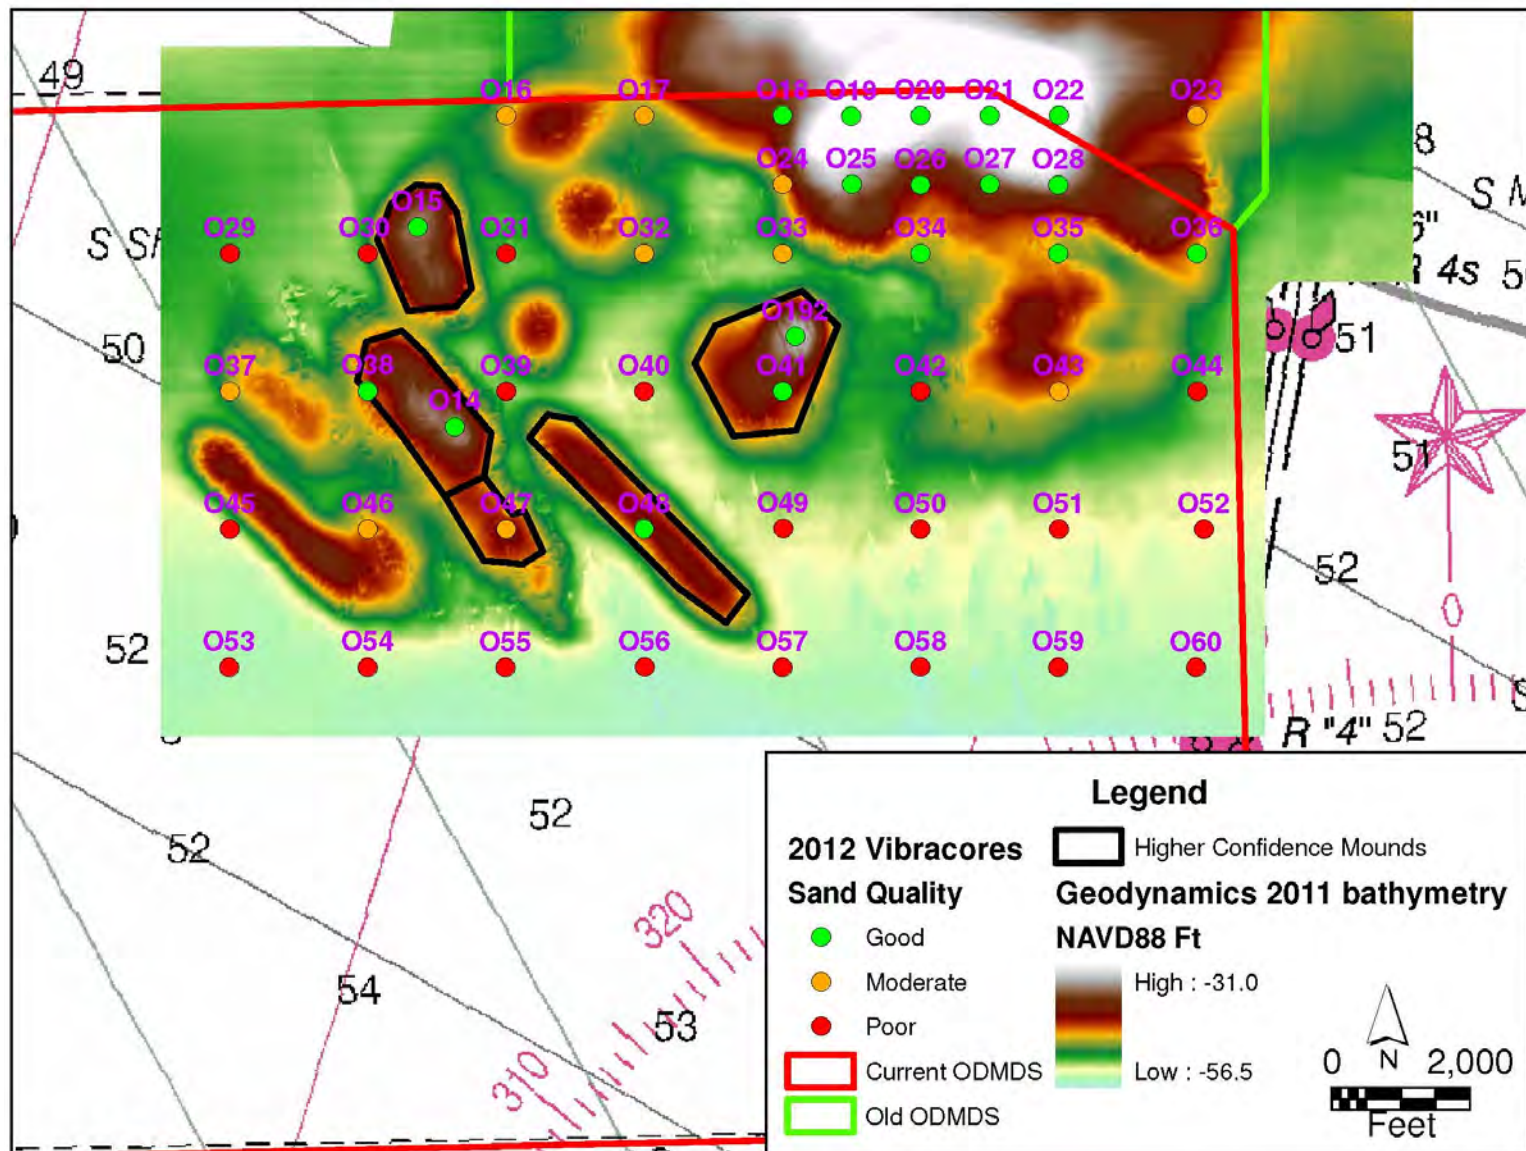 49
O16 O17 O18 O19 O20 O21 O22 O23
8
O24 O25 O26 O27 O28
S M
O15
6"
O29 O30 O31 O32 O33 O34 O35 O36
4s
50
O192
51
O37 O38 O39 O40 O41 O42 O43 O44
O14
51
O45 O46 O47 O48 O49 O50 O51 O52
52
0
52
O53 O54 O55 O56 O57 O58 O59 O60
R "4" 52
52
52
54
53
320
310
Legend
2012 Vibracores
Sand Quality
Good
Moderate
Poor
Current ODMDS
Old ODMDS
Higher Confidence Mounds
Geodynamics 2011 bathymetry
NAVD88 Ft
High : -31.0
Low : -56.5
N
0 2,000
Feet